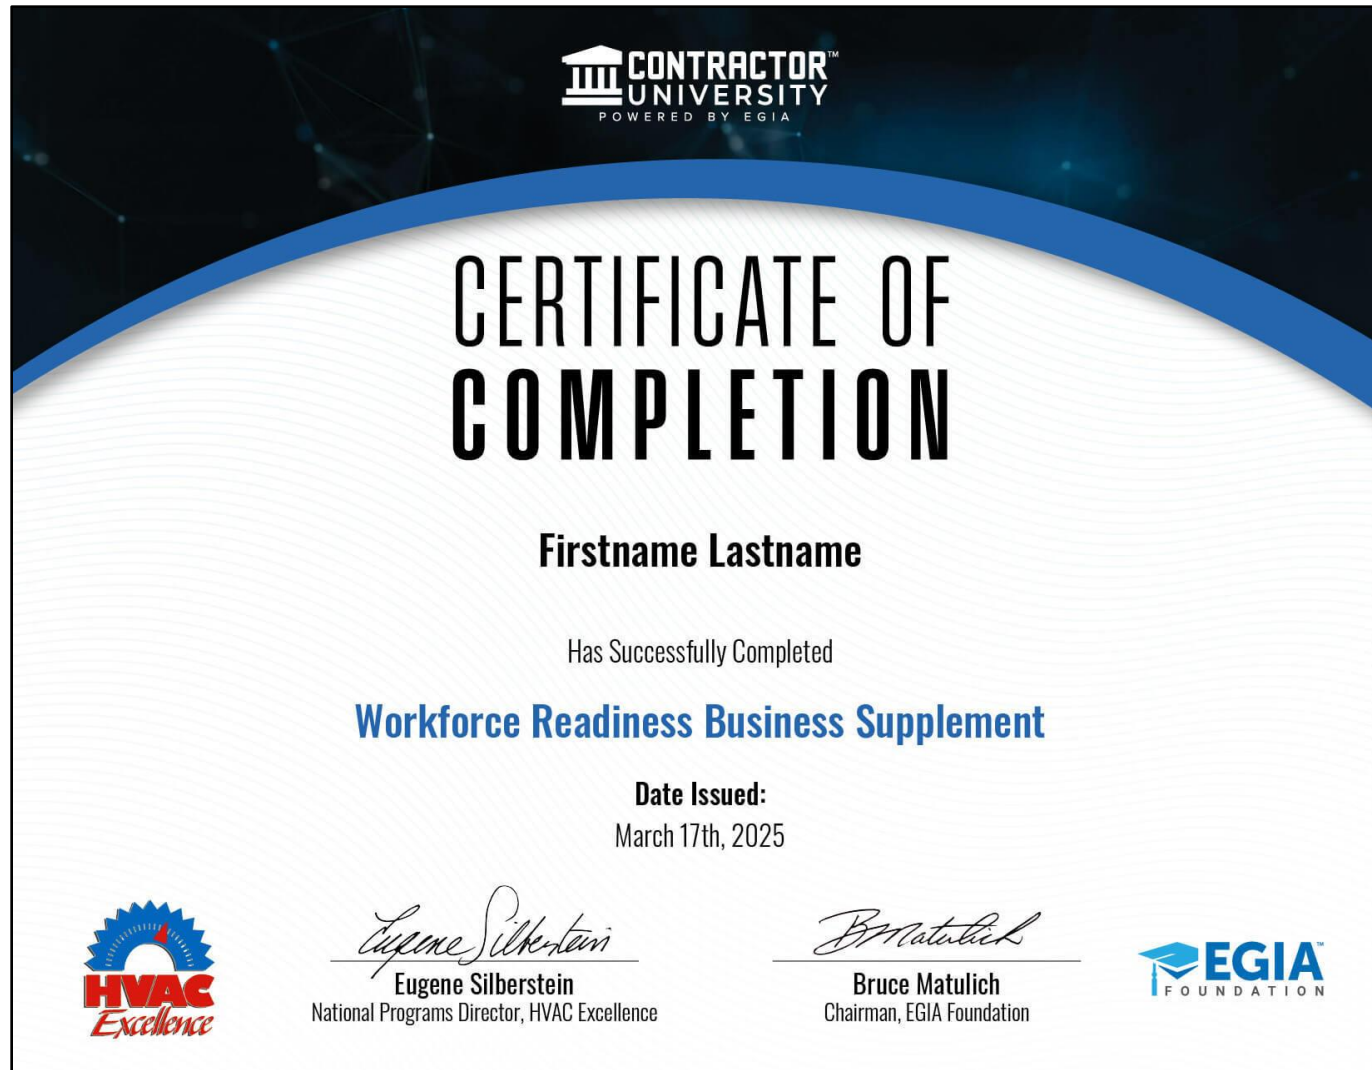 CONTRACTOR™
UNIVERSITY
POWERED BY EGIA
CERTIFICATE OF
COMPLETION
Firstname Lastname
Has Successfully Completed
Workforce Readiness Business Supplement
Date Issued:
March 17th, 2025
HVAC
Excellence
Eugene Silberstein
Eugene Silberstein
National Programs Director, HVAC Excellence
B Matulich
Bruce Matulich
Chairman, EGIA Foundation
EGIA™
FOUNDATION